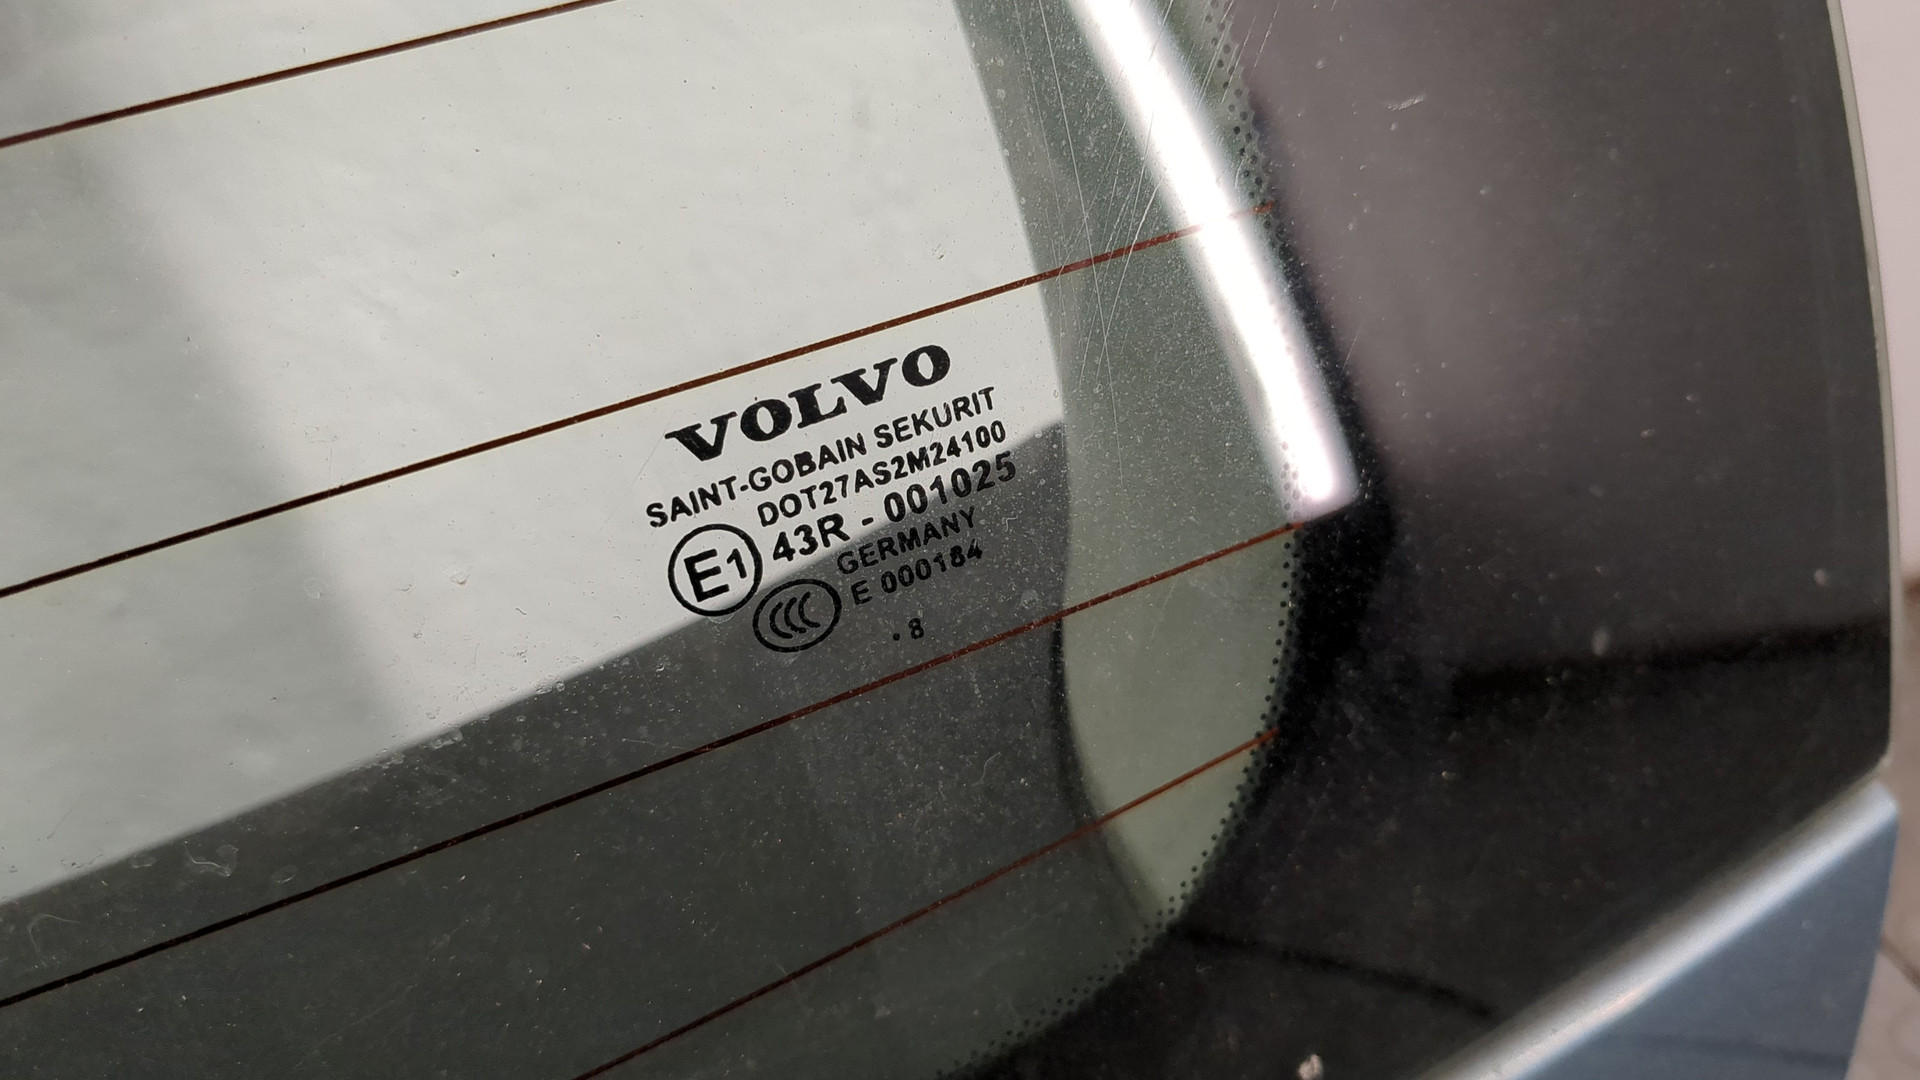 VOLVO
SAINT-GOBAIN SEKURIT
DOT27AS2M24100
E1 43R - 001025
GERMANY
CCC E 000184
· 8